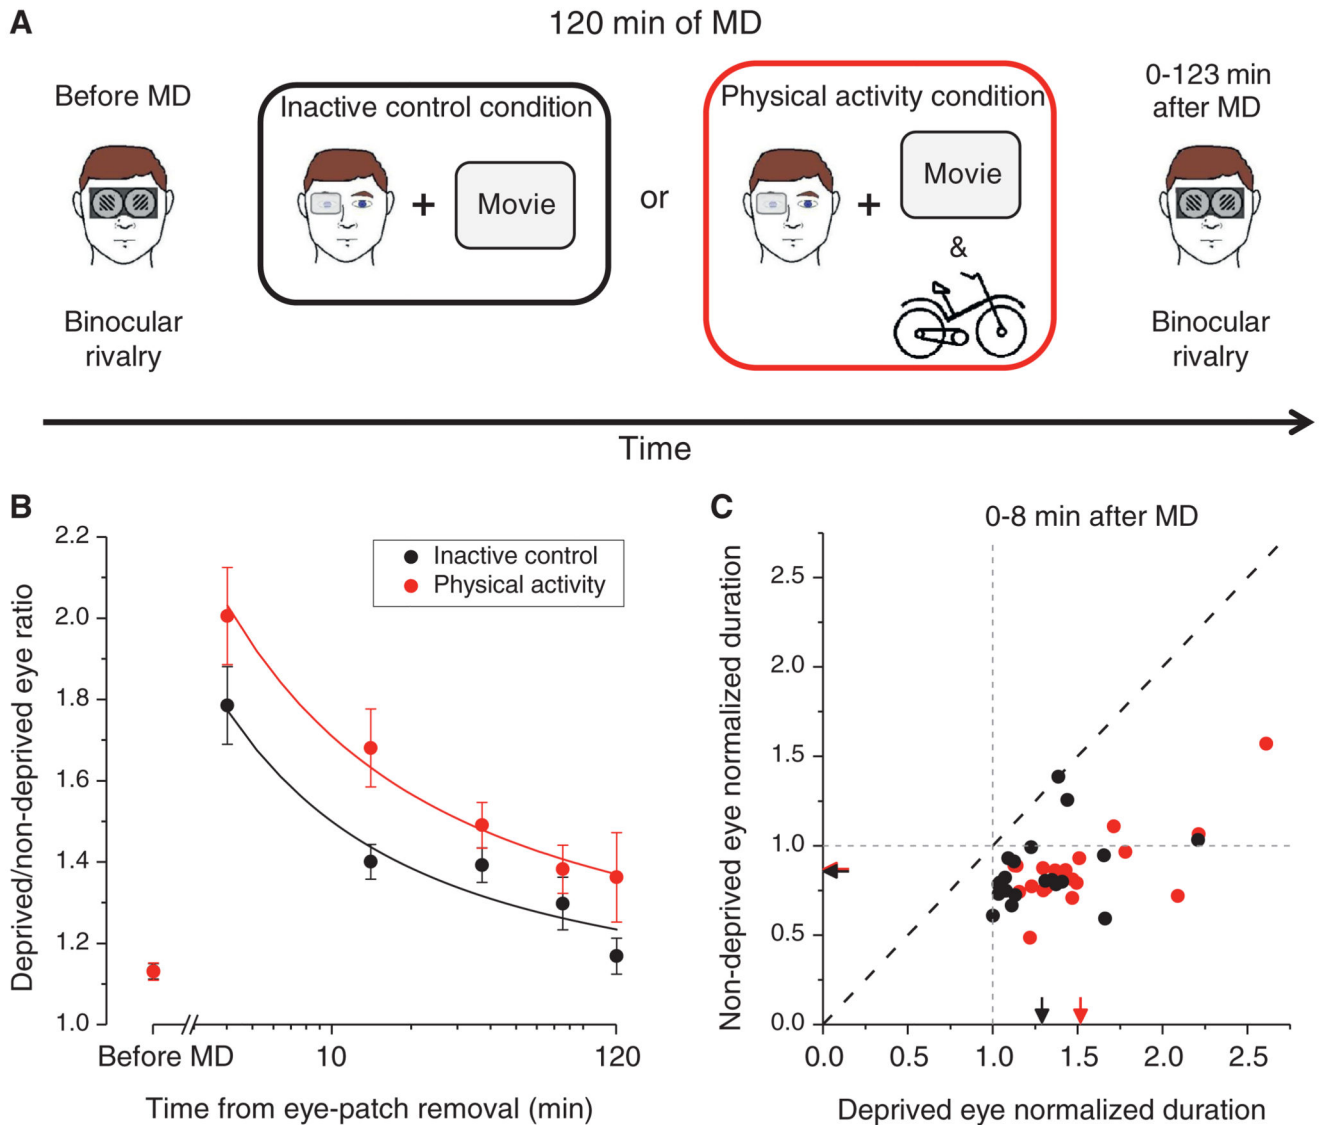 A
120 min of MD
Before MD
Inactive control condition
Physical activity condition
0-123 min
after MD
+
Movie
or
+
Movie
&
Binocular
rivalry
Binocular
rivalry
Time
B
Deprived/non-deprived eye ratio
2.2
2.0
1.8
1.6
1.4
1.2
1.0
Inactive control
Physical activity
Before MD
10
120
Time from eye-patch removal (min)
C
0-8 min after MD
Non-deprived eye normalized duration
2.5
2.0
1.5
1.0
0.5
0.0
0.0 0.5 1.0 1.5 2.0 2.5
Deprived eye normalized duration